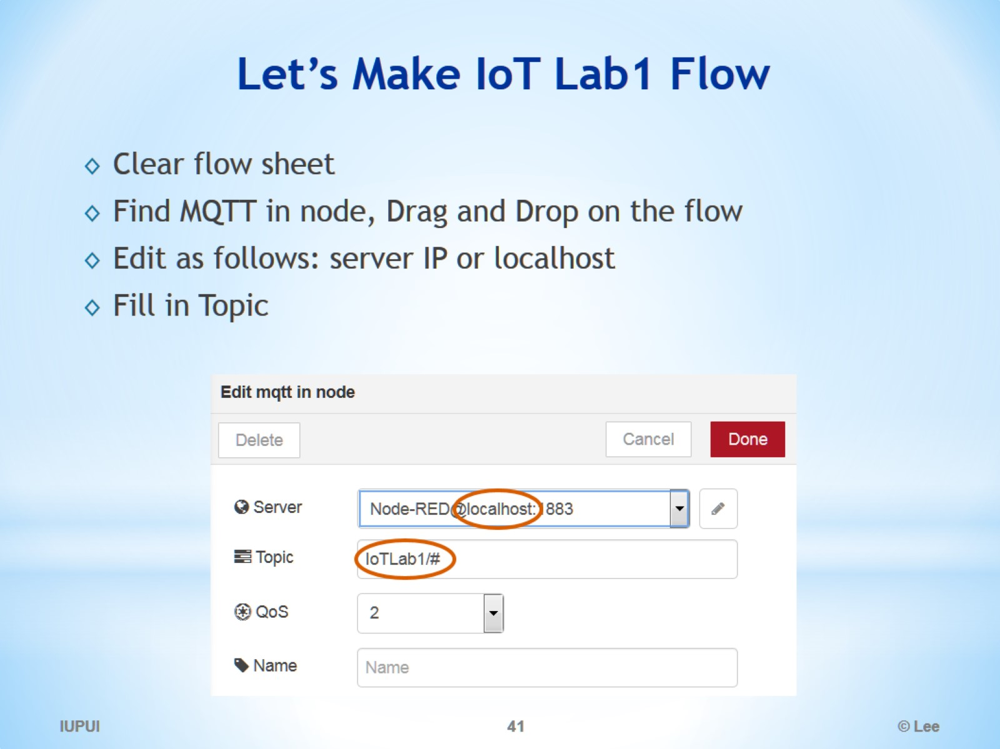 Let’s Make IoT Lab1 Flow
Clear flow sheet
Find MQTT in node, Drag and Drop on the flow
Edit as follows: server IP or localhost
Fill in Topic
Edit mqtt in node
Delete Cancel Done
Server Node-RED@localhost:1883
Topic IoTLab1/#
QoS 2
Name Name
IUPUI 41 © Lee